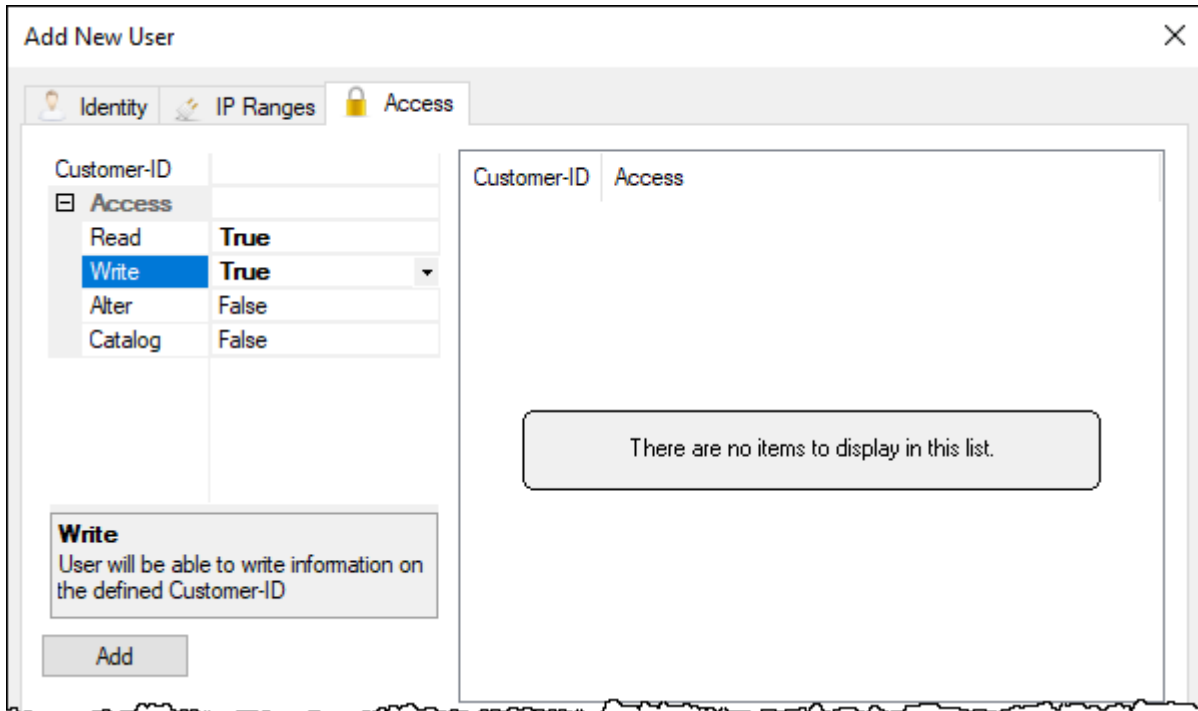 Add New User
Identity IP Ranges Access
Customer-ID
Access
Read True
Write True
Alter False
Catalog False
Write
User will be able to write information on
the defined Customer-ID
Add
Customer-ID Access
There are no items to display in this list.